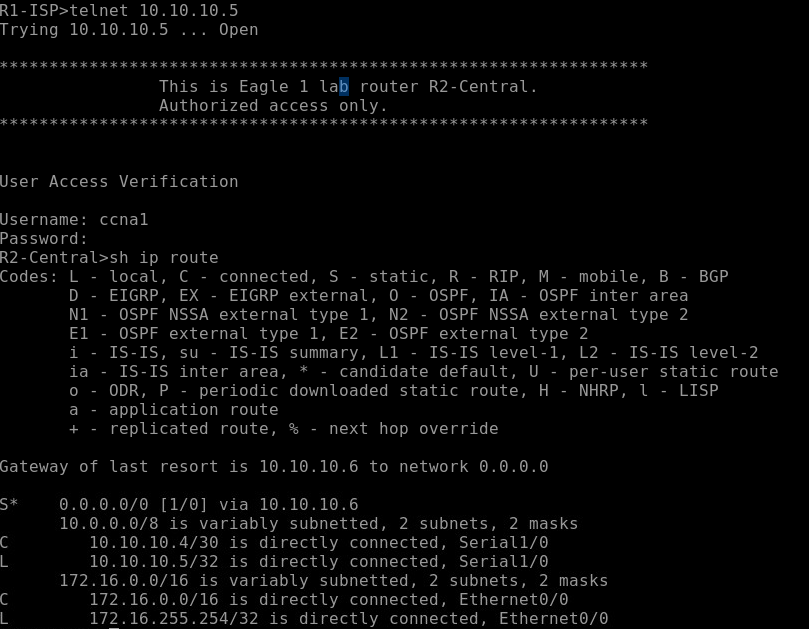 R1-ISP>telnet 10.10.10.5
Trying 10.10.10.5 ... Open
*****************************************************************
This is Eagle 1 lab router R2-Central.
Authorized access only.
*****************************************************************
User Access Verification
Username: ccna1
Password:
R2-Central>sh ip route
Codes: L - local, C - connected, S - static, R - RIP, M - mobile, B - BGP
D - EIGRP, EX - EIGRP external, O - OSPF, IA - OSPF inter area
N1 - OSPF NSSA external type 1, N2 - OSPF NSSA external type 2
E1 - OSPF external type 1, E2 - OSPF external type 2
i - IS-IS, su - IS-IS summary, L1 - IS-IS level-1, L2 - IS-IS level-2
ia - IS-IS inter area, * - candidate default, U - per-user static route
o - ODR, P - periodic downloaded static route, H - NHRP, l - LISP
a - application route
+ - replicated route, % - next hop override
Gateway of last resort is 10.10.10.6 to network 0.0.0.0
S*    0.0.0.0/0 [1/0] via 10.10.10.6
10.0.0.0/8 is variably subnetted, 2 subnets, 2 masks
C        10.10.10.4/30 is directly connected, Serial1/0
L        10.10.10.5/32 is directly connected, Serial1/0
172.16.0.0/16 is variably subnetted, 2 subnets, 2 masks
C        172.16.0.0/16 is directly connected, Ethernet0/0
L        172.16.255.254/32 is directly connected, Ethernet0/0